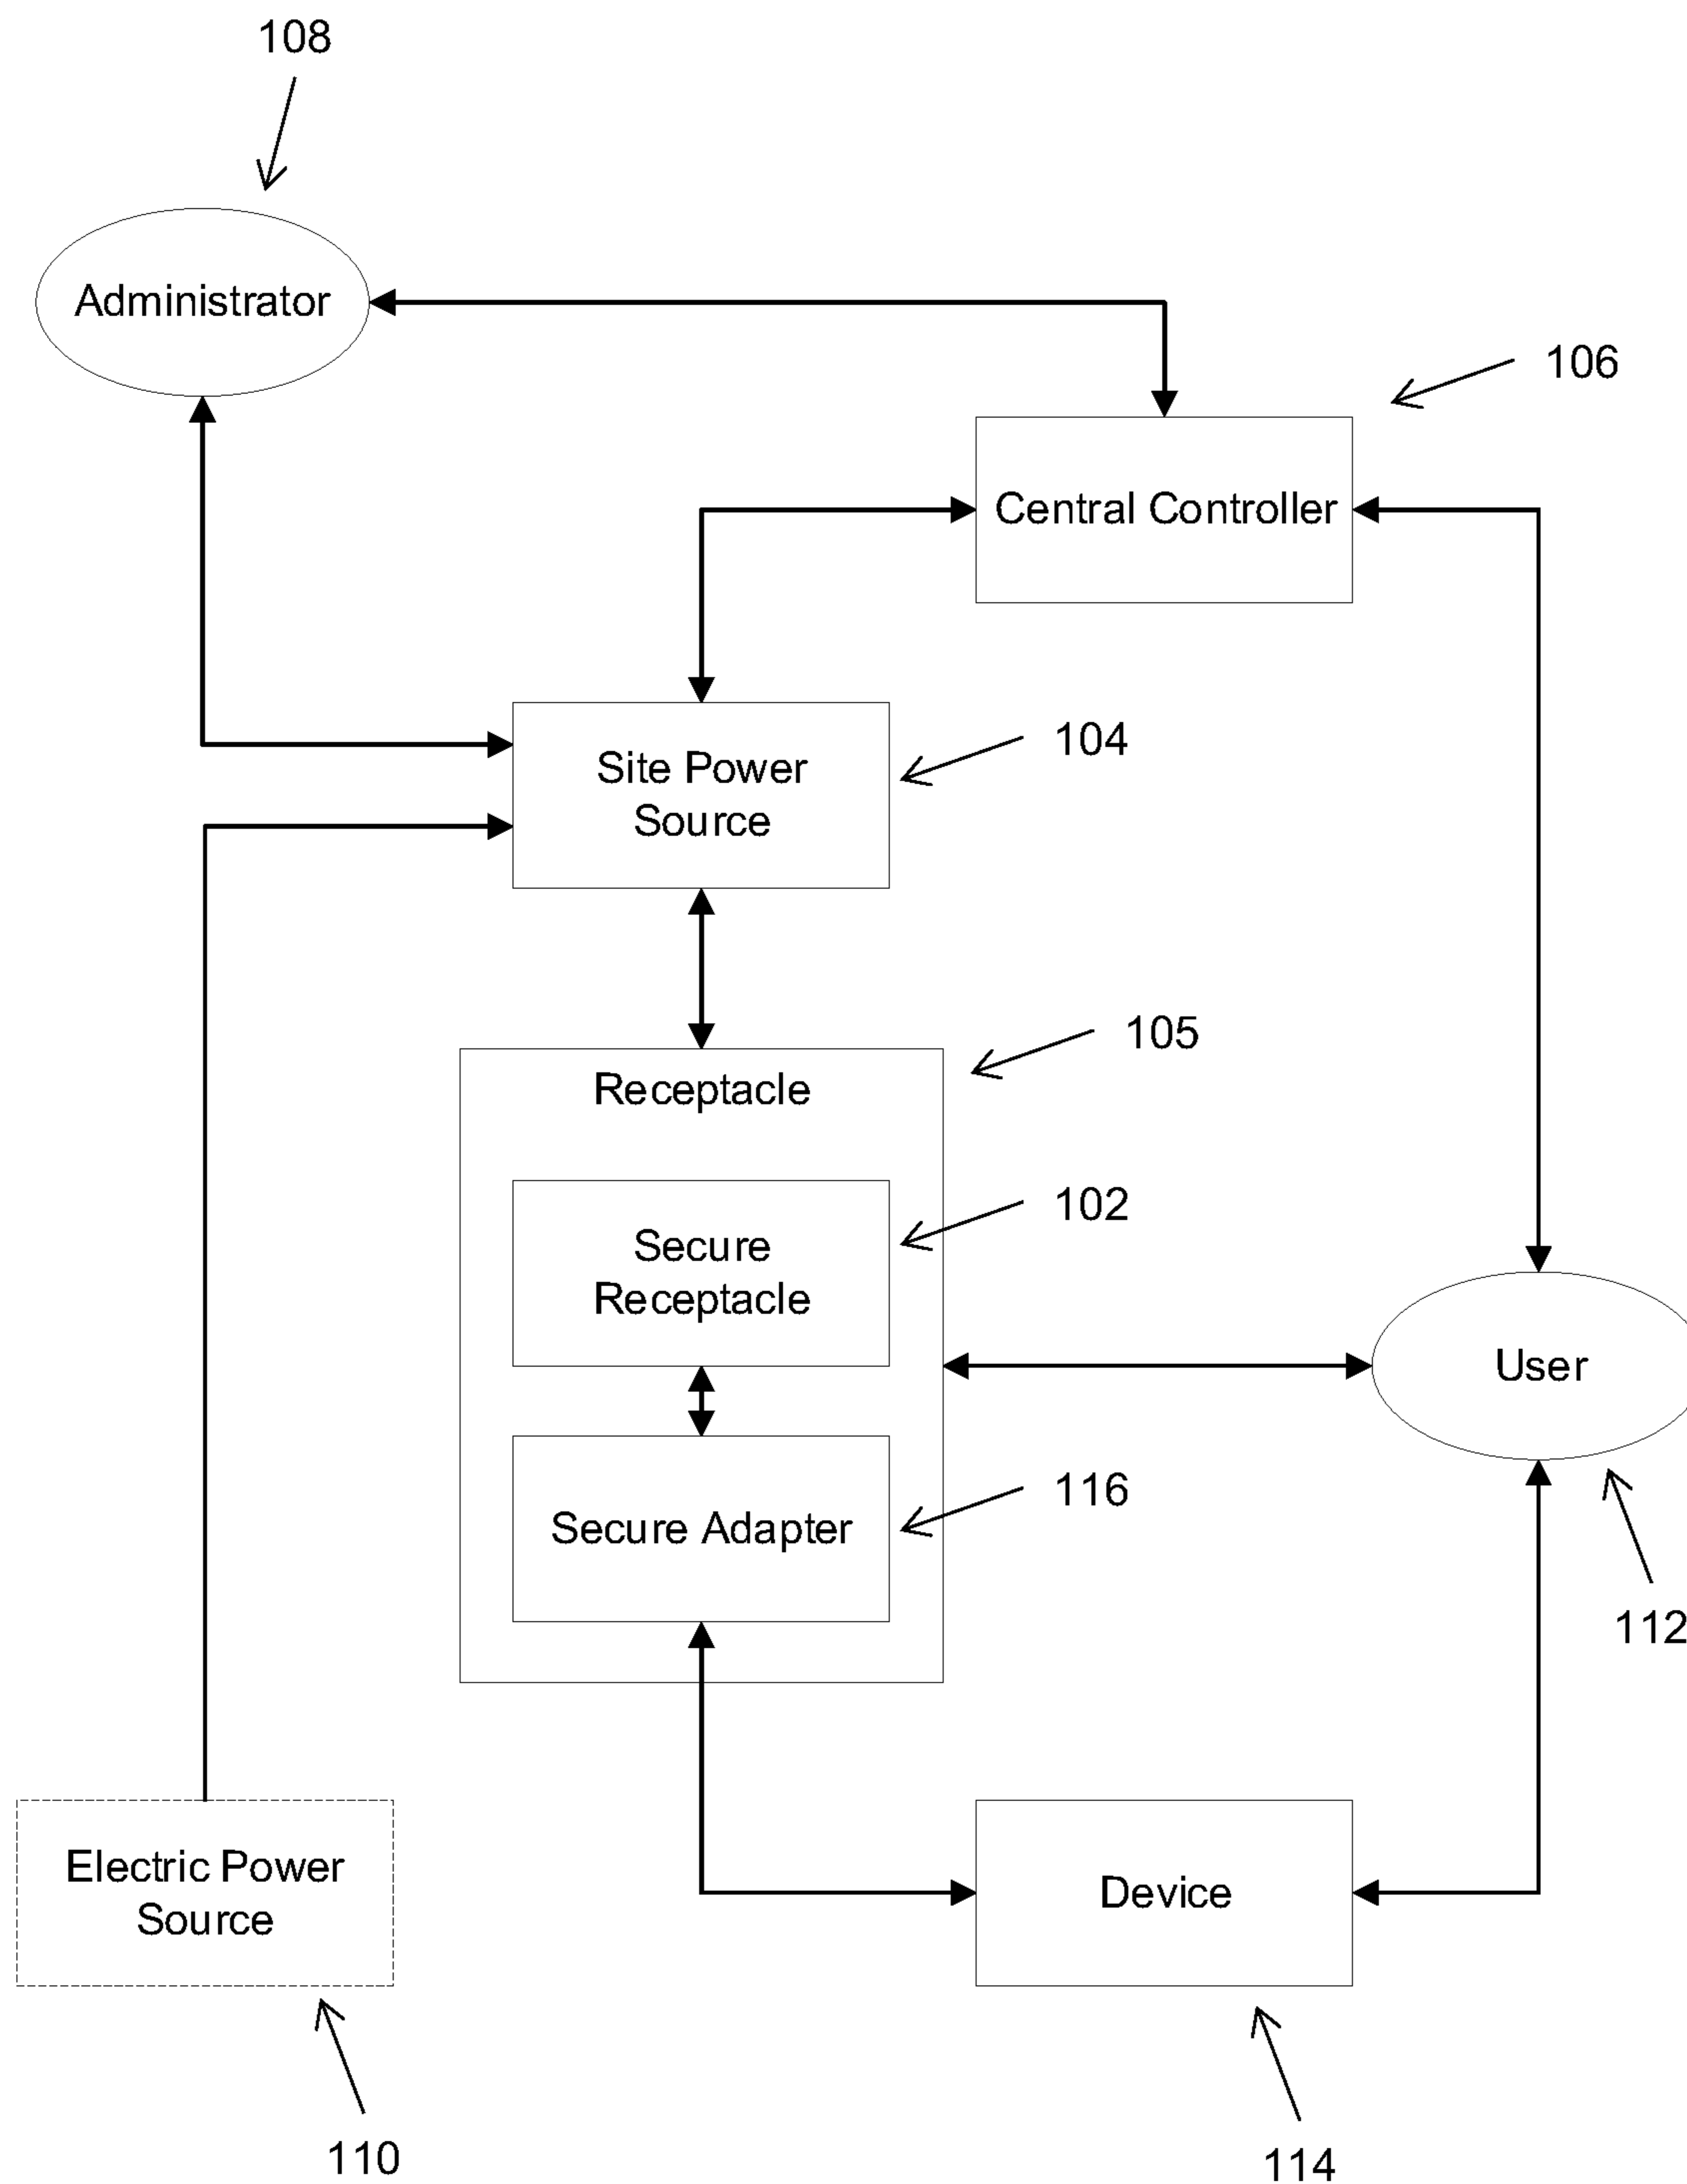 108
Administrator
106
Central Controller
104
Site Power
Source
105
Receptacle
102
Secure
Receptacle
User
116
Secure Adapter
112
Electric Power
Source
Device
110
114